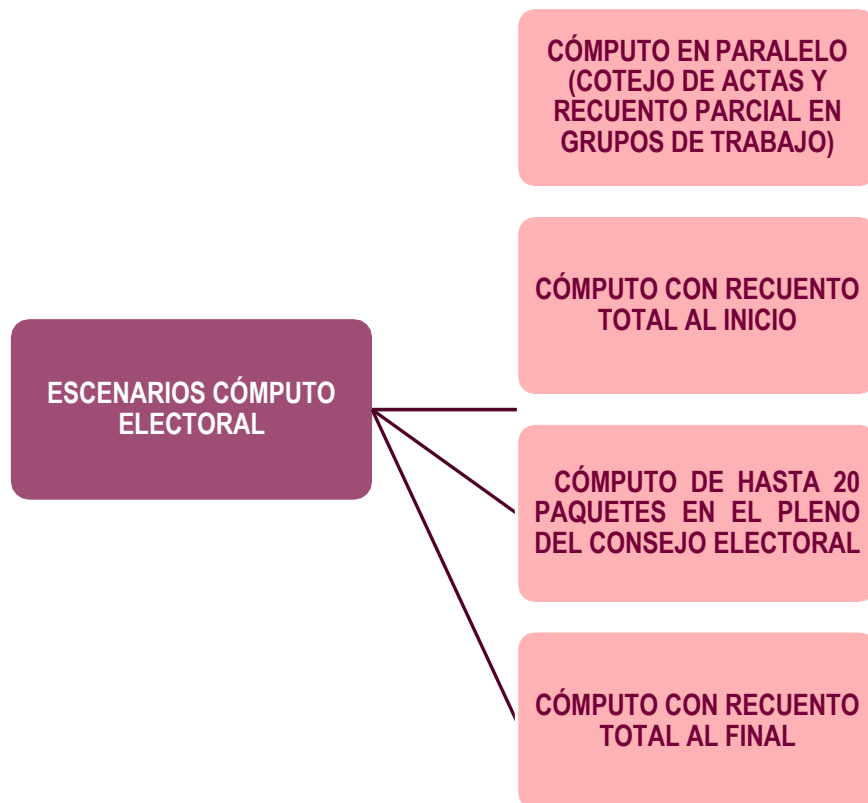 CÓMPUTO EN PARALELO
(COTEJO DE ACTAS Y
RECUENTO PARCIAL EN
GRUPOS DE TRABAJO)
CÓMPUTO CON RECUENTO
TOTAL AL INICIO
ESCENARIOS CÓMPUTO
ELECTORAL
CÓMPUTO DE HASTA 20
PAQUETES EN EL PLENO
DEL CONSEJO ELECTORAL
CÓMPUTO CON RECUENTO
TOTAL AL FINAL